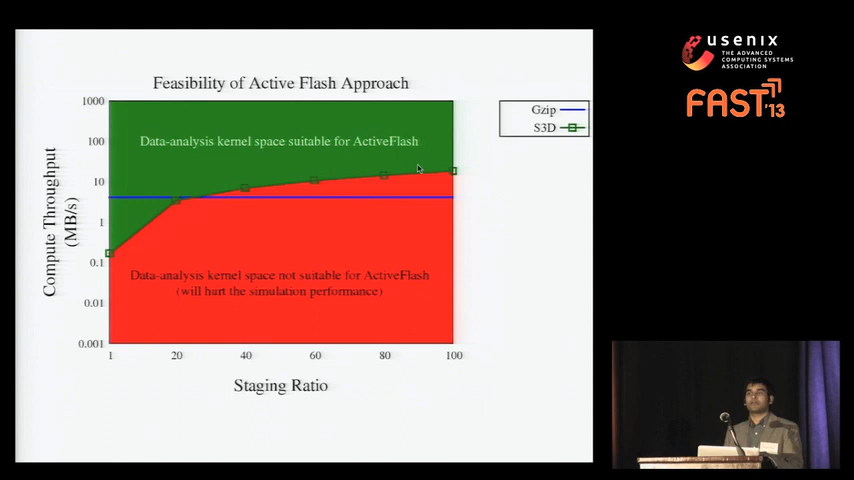 Feasibility of Active Flash Approach
1000
100
10
1
0.1
0.01
0.001
Compute Throughput
(MB/s)
Data-analysis kernel space suitable for ActiveFlash
Data-analysis kernel space not suitable for ActiveFlash
(will hurt the simulation performance)
1 20 40 60 80 100
Staging Ratio
Gzip
S3D
usenix
THE ADVANCED
COMPUTING SYSTEMS
ASSOCIATION
FAST '13